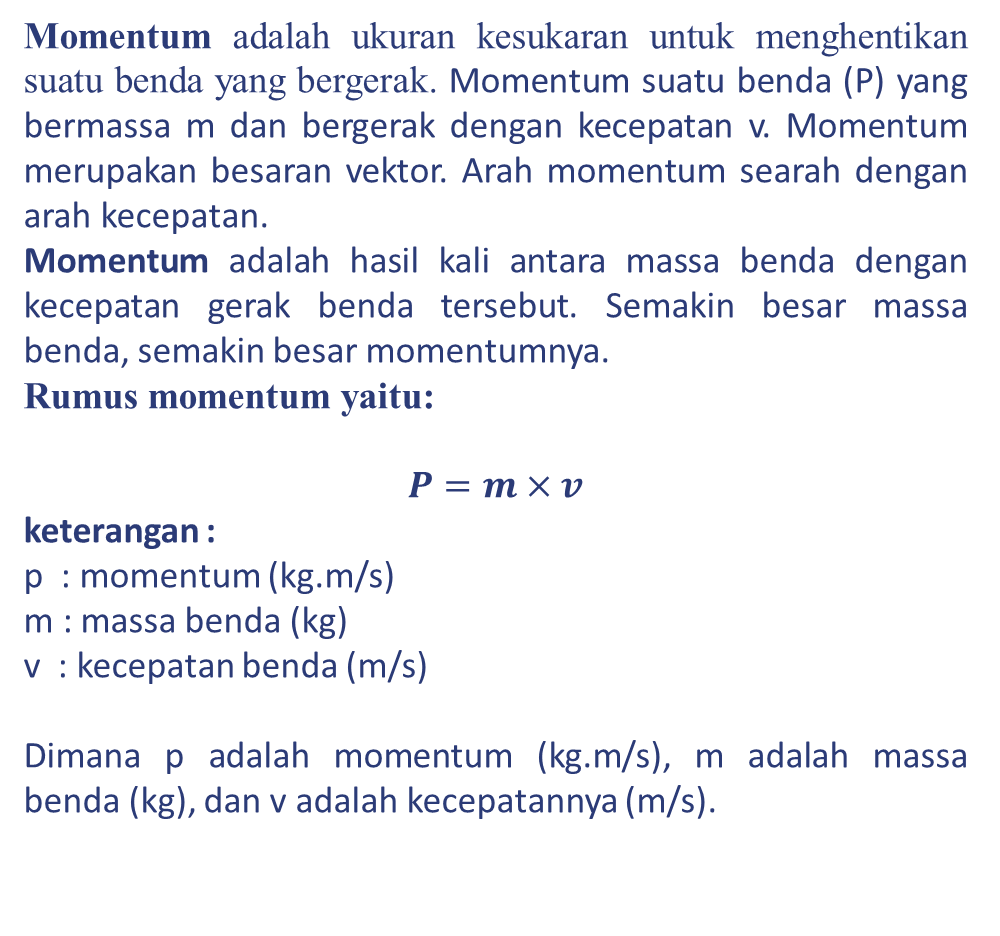 Momentum adalah ukuran kesukaran untuk menghentikan
suatu benda yang bergerak. Momentum suatu benda (P) yang
bermassa m dan bergerak dengan kecepatan v. Momentum
merupakan besaran vektor. Arah momentum searah dengan
arah kecepatan.
Momentum adalah hasil kali antara massa benda dengan
kecepatan gerak benda tersebut. Semakin besar massa
benda, semakin besar momentumnya.
Rumus momentum yaitu:
P = m × v
keterangan :
p : momentum (kg.m/s)
m : massa benda (kg)
v : kecepatan benda (m/s)
Dimana p adalah momentum (kg.m/s), m adalah massa
benda (kg), dan v adalah kecepatannya (m/s).